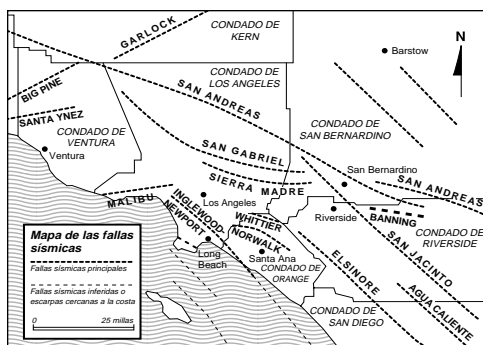 CONDADO DE
KERN
GARLOCK
Barstow
N
BIG PINE
SAN ANDREAS
CONDADO DE
LOS ANGELES
SANTA YNEZ
CONDADO DE
VENTURA
Ventura
CONDADO DE
SAN BERNARDINO
SAN GABRIEL
SIERRA MADRE
San Bernardino
SAN ANDREAS
MALIBU
Los Angeles
INGLEWOOD-
NEWPORT
WHITTIER
NORWALK
Riverside
BANNING
CONDADO DE
RIVERSIDE
Long
Beach
Santa Ana
CONDADO DE
ORANGE
ELSINORE
SAN JACINTO
AGUA CALIENTE
CONDADO DE
SAN DIEGO
Mapa de las fallas
sísmicas
Fallas sísmicas principales
Fallas sísmicas inferidas o
escarpas cercanas a la costa
0 25 millas